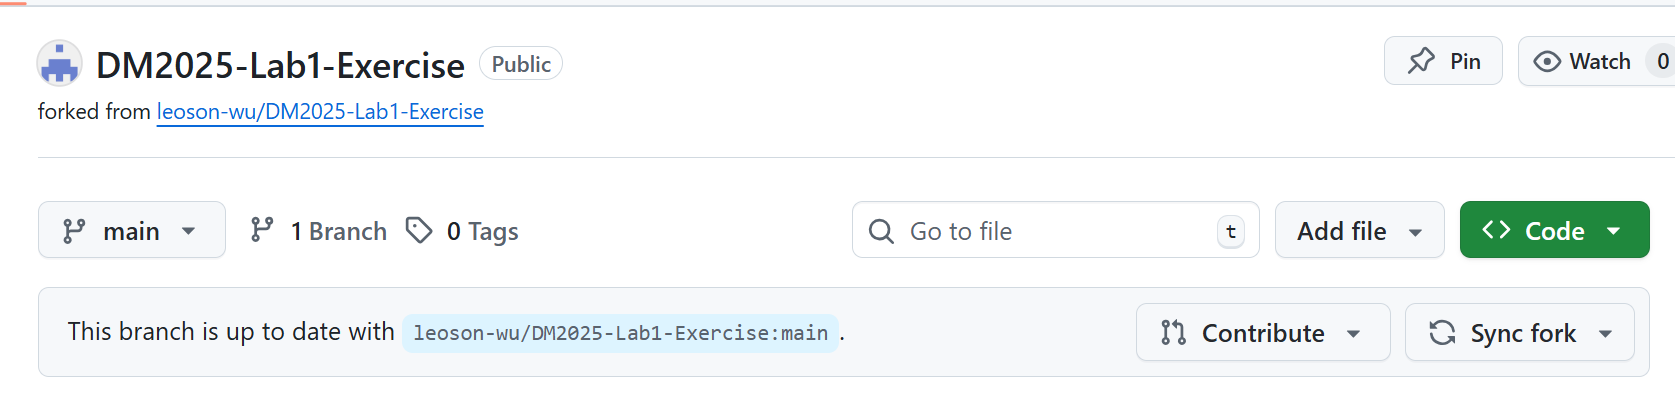 DM2025-Lab1-Exercise Public Pin Watch 0
forked from leoson-wu/DM2025-Lab1-Exercise
main 1 Branch 0 Tags Go to file t Add file Code
This branch is up to date with leoson-wu/DM2025-Lab1-Exercise:main. Contribute Sync fork